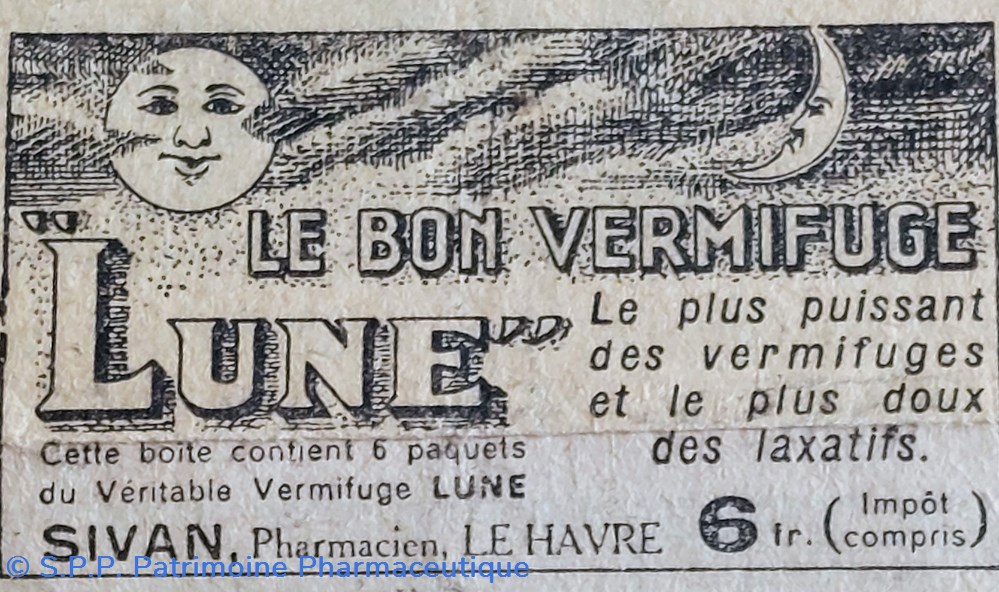 LE BON VERMIFUGE
"LUNE"
Le plus puissant
des vermifuges
et le plus doux
des laxatifs.
Cette boite contient 6 paquets
du Véritable Vermifuge LUNE
SIVAN, Pharmacien, LE HAVRE
6 fr. (Impôt
compris)
© S.P.P. Patrimoine Pharmaceutique